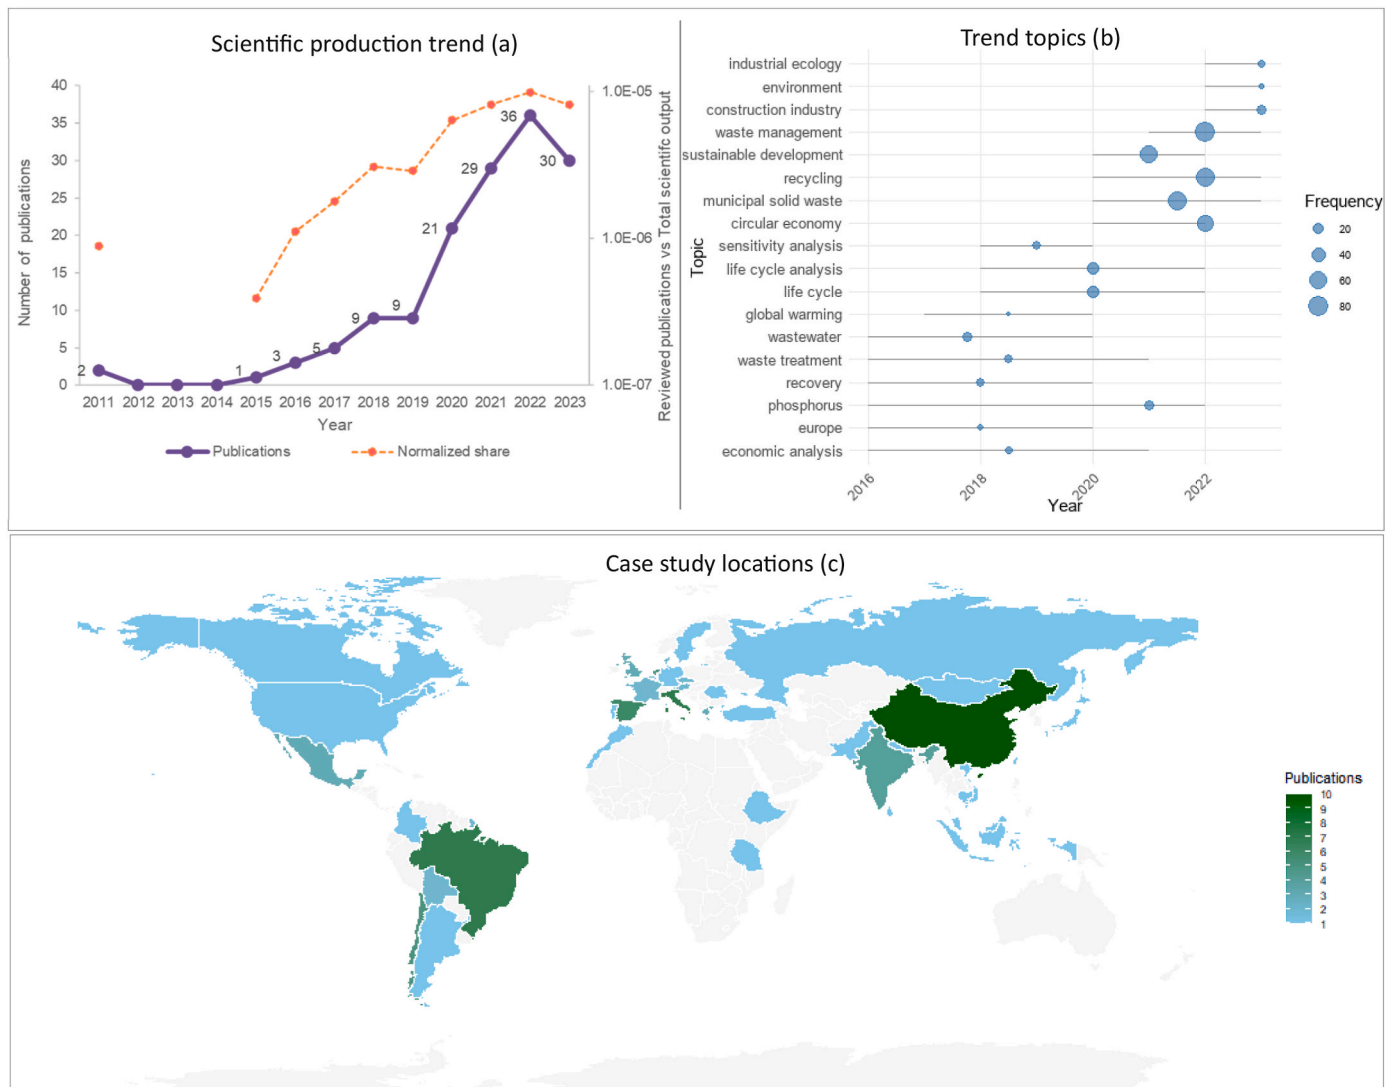 Scientific production trend (a)
40
35
30
25
20
15
10
5
0
Number of publications
2
1
3
5
9
9
21
29
36
30
1.0E-05
1.0E-06
1.0E-07
Reviewed publications vs Total scientifc output
2011 2012 2013 2014 2015 2016 2017 2018 2019 2020 2021 2022 2023
Year
Publications
Normalized share
Trend topics (b)
industrial ecology
environment
construction industry
waste management
sustainable development
recycling
municipal solid waste
circular economy
sensitivity analysis
life cycle analysis
life cycle
global warming
wastewater
waste treatment
recovery
phosphorus
europe
economic analysis
Topic
2016
2018
2020
2022
Year
Frequency
20
40
60
80
Case study locations (c)
Publications
10
9
8
7
6
5
4
3
2
1